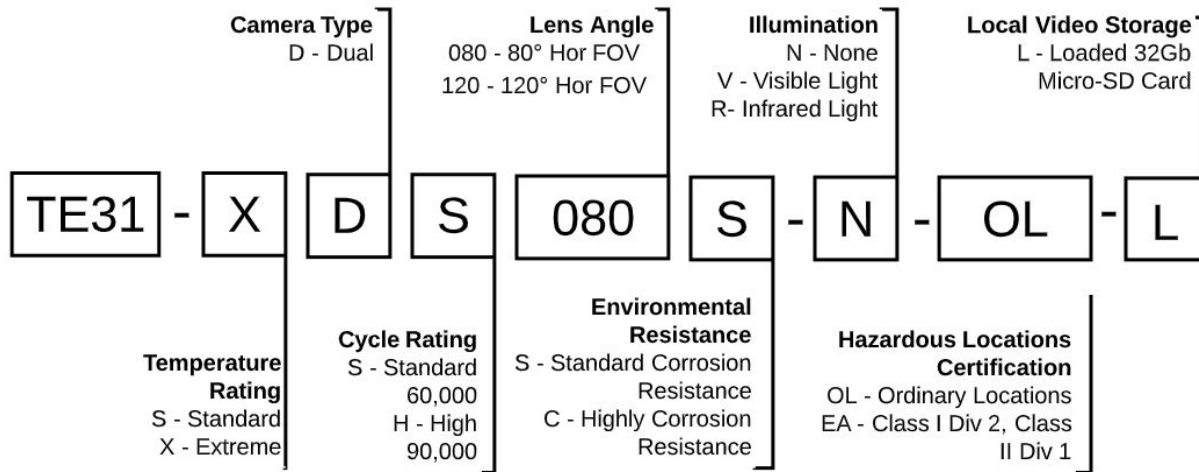 Camera Type
D - Dual
Lens Angle
080 - 80° Hor FOV
120 - 120° Hor FOV
Illumination
N - None
V - Visible Light
R- Infrared Light
Local Video Storage
L - Loaded 32Gb
Micro-SD Card
TE31 - X D S 080 S - N - OL - L
Temperature
Rating
S - Standard
X - Extreme
Cycle Rating
S - Standard
60,000
H - High
90,000
Environmental
Resistance
S - Standard Corrosion
Resistance
C - Highly Corrosion
Resistance
Hazardous Locations
Certification
OL - Ordinary Locations
EA - Class I Div 2, Class
II Div 1